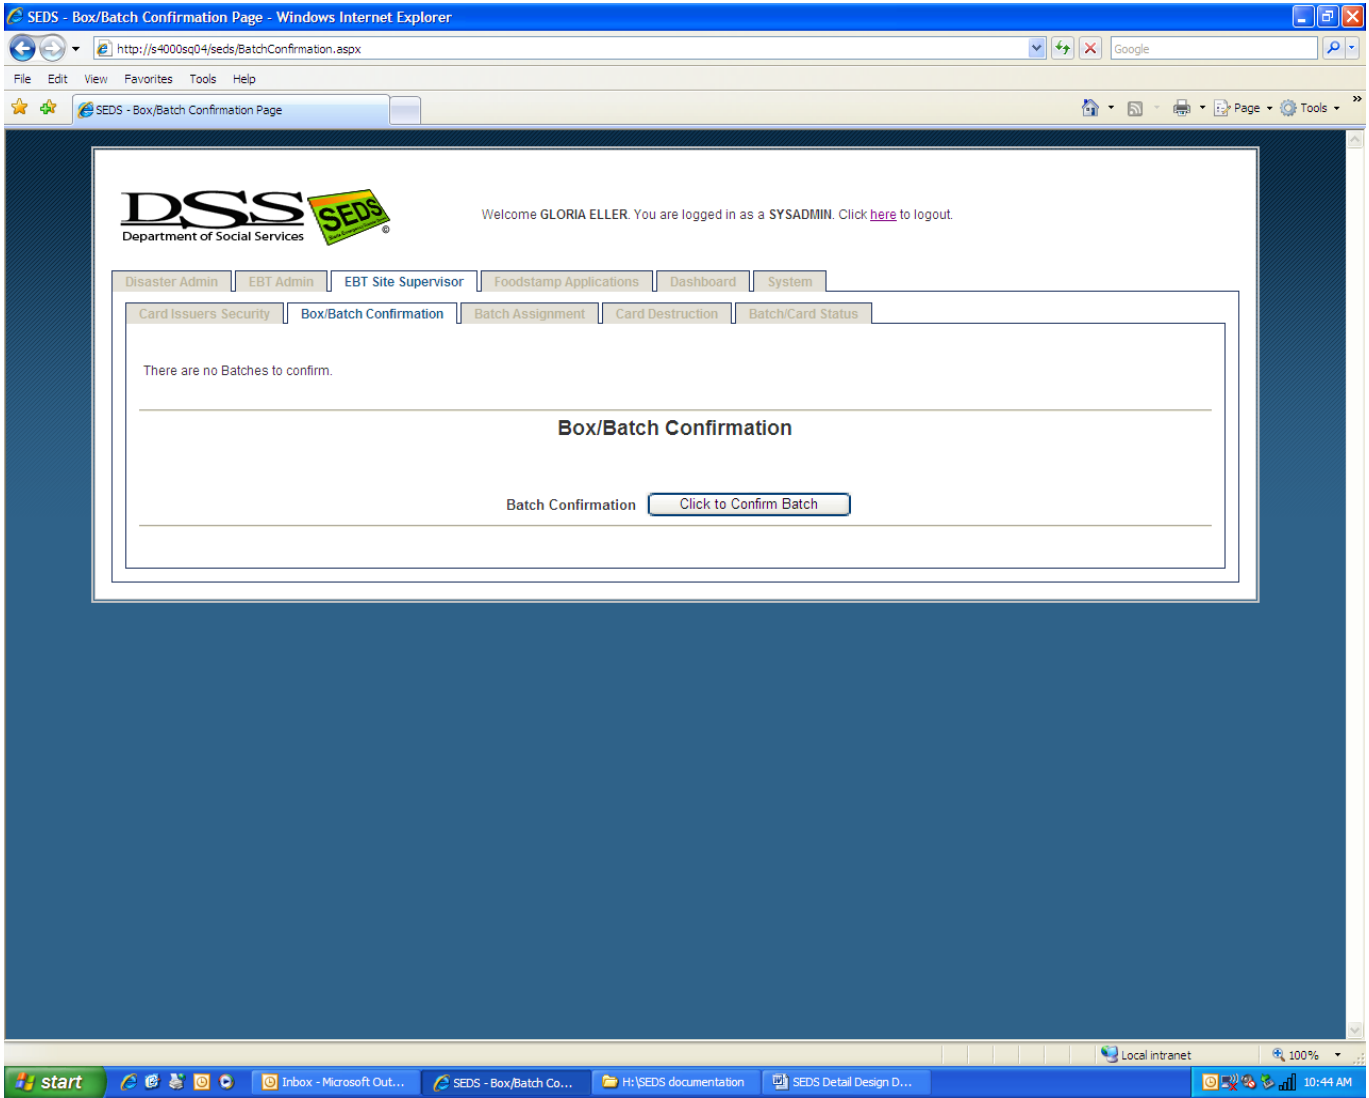 SEDS - Box/Batch Confirmation Page - Windows Internet Explorer
http://s4000sq04/seds/BatchConfirmation.aspx
Google
File Edit View Favorites Tools Help
SEDS - Box/Batch Confirmation Page
Page Tools
DSS SEDS
Department of Social Services
©
Welcome GLORIA ELLER. You are logged in as a SYSADMIN. Click here to logout.
Disaster Admin EBT Admin EBT Site Supervisor Foodstamp Applications Dashboard System
Card Issuers Security Box/Batch Confirmation Batch Assignment Card Destruction Batch/Card Status
There are no Batches to confirm.
Box/Batch Confirmation
Batch Confirmation Click to Confirm Batch
Local intranet 100%
start Inbox - Microsoft Out... SEDS - Box/Batch Co... H:\SEDS documentation SEDS Detail Design D... 10:44 AM